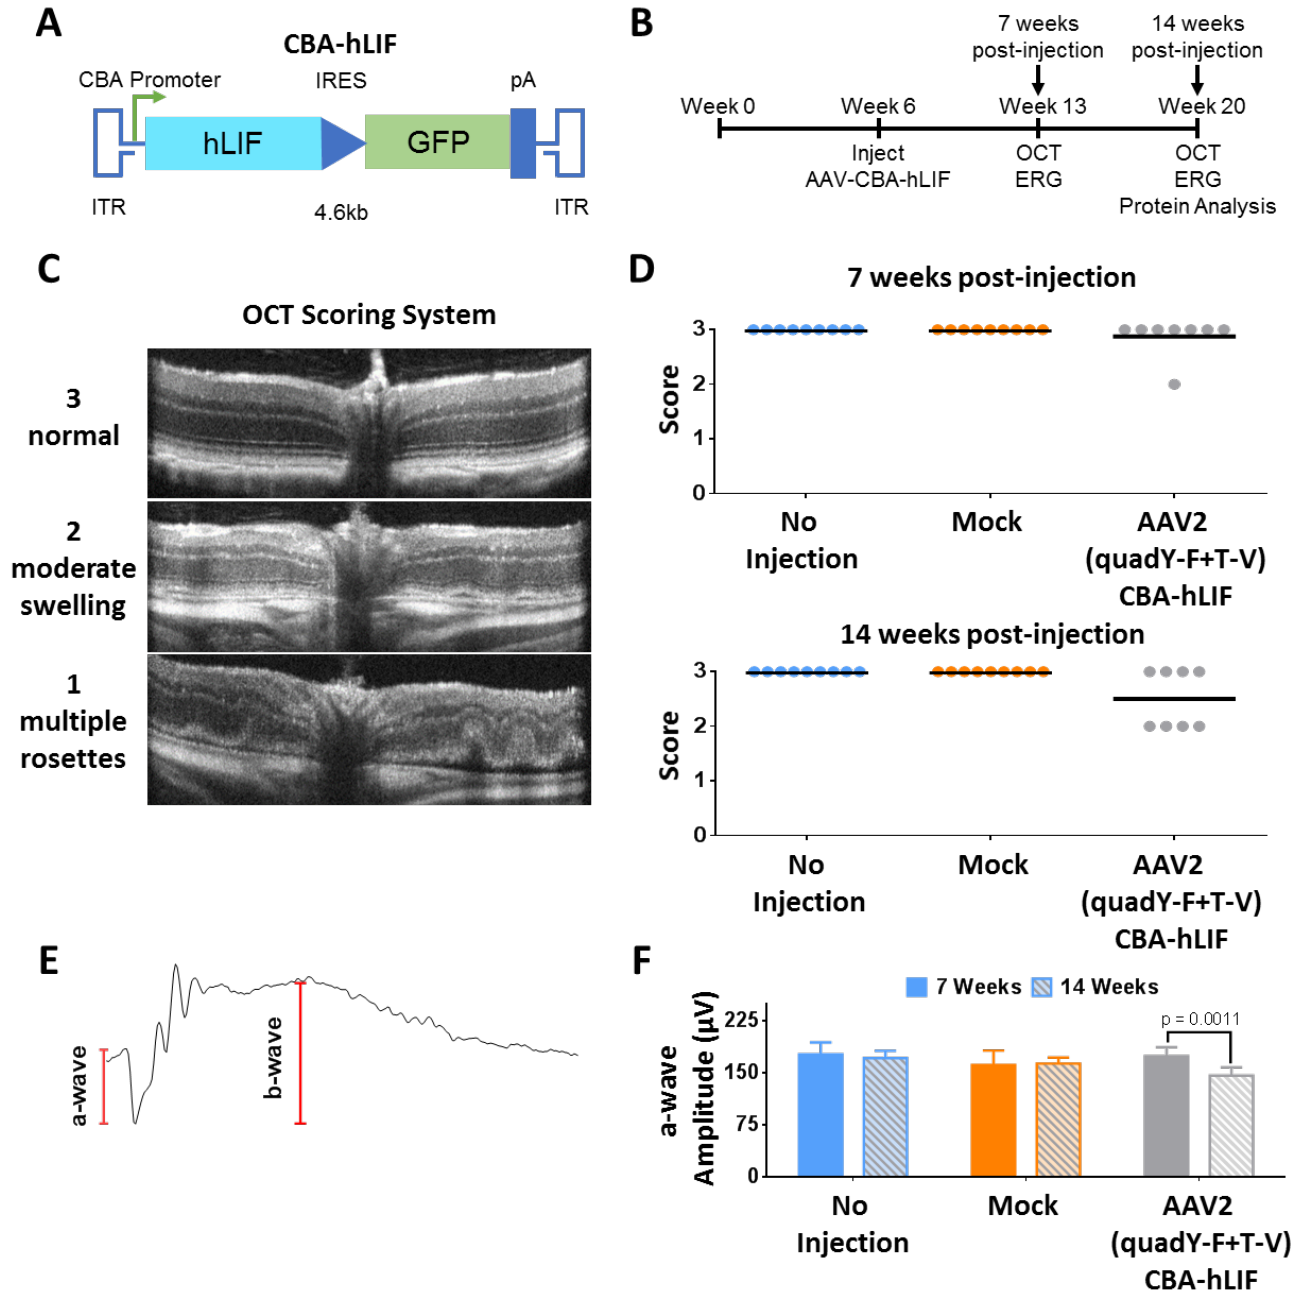 A
CBA-hLIF
CBA Promoter
IRES
pA
hLIF
GFP
ITR
4.6kb
ITR
B
7 weeks
post-injection
14 weeks
post-injection
Week 0
Week 6
Week 13
Week 20
Inject
AAV-CBA-hLIF
OCT
ERG
OCT
ERG
Protein Analysis
C
OCT Scoring System
3
normal
2
moderate
swelling
1
multiple
rosettes
D
7 weeks post-injection
Score
3
2
1
0
No
Injection
Mock
AAV2
(quadY-F+T-V)
CBA-hLIF
14 weeks post-injection
Score
3
2
1
0
No
Injection
Mock
AAV2
(quadY-F+T-V)
CBA-hLIF
E
a-wave
b-wave
F
7 Weeks
14 Weeks
a-wave
Amplitude (µV)
225
150
75
0
p = 0.0011
No
Injection
Mock
AAV2
(quadY-F+T-V)
CBA-hLIF